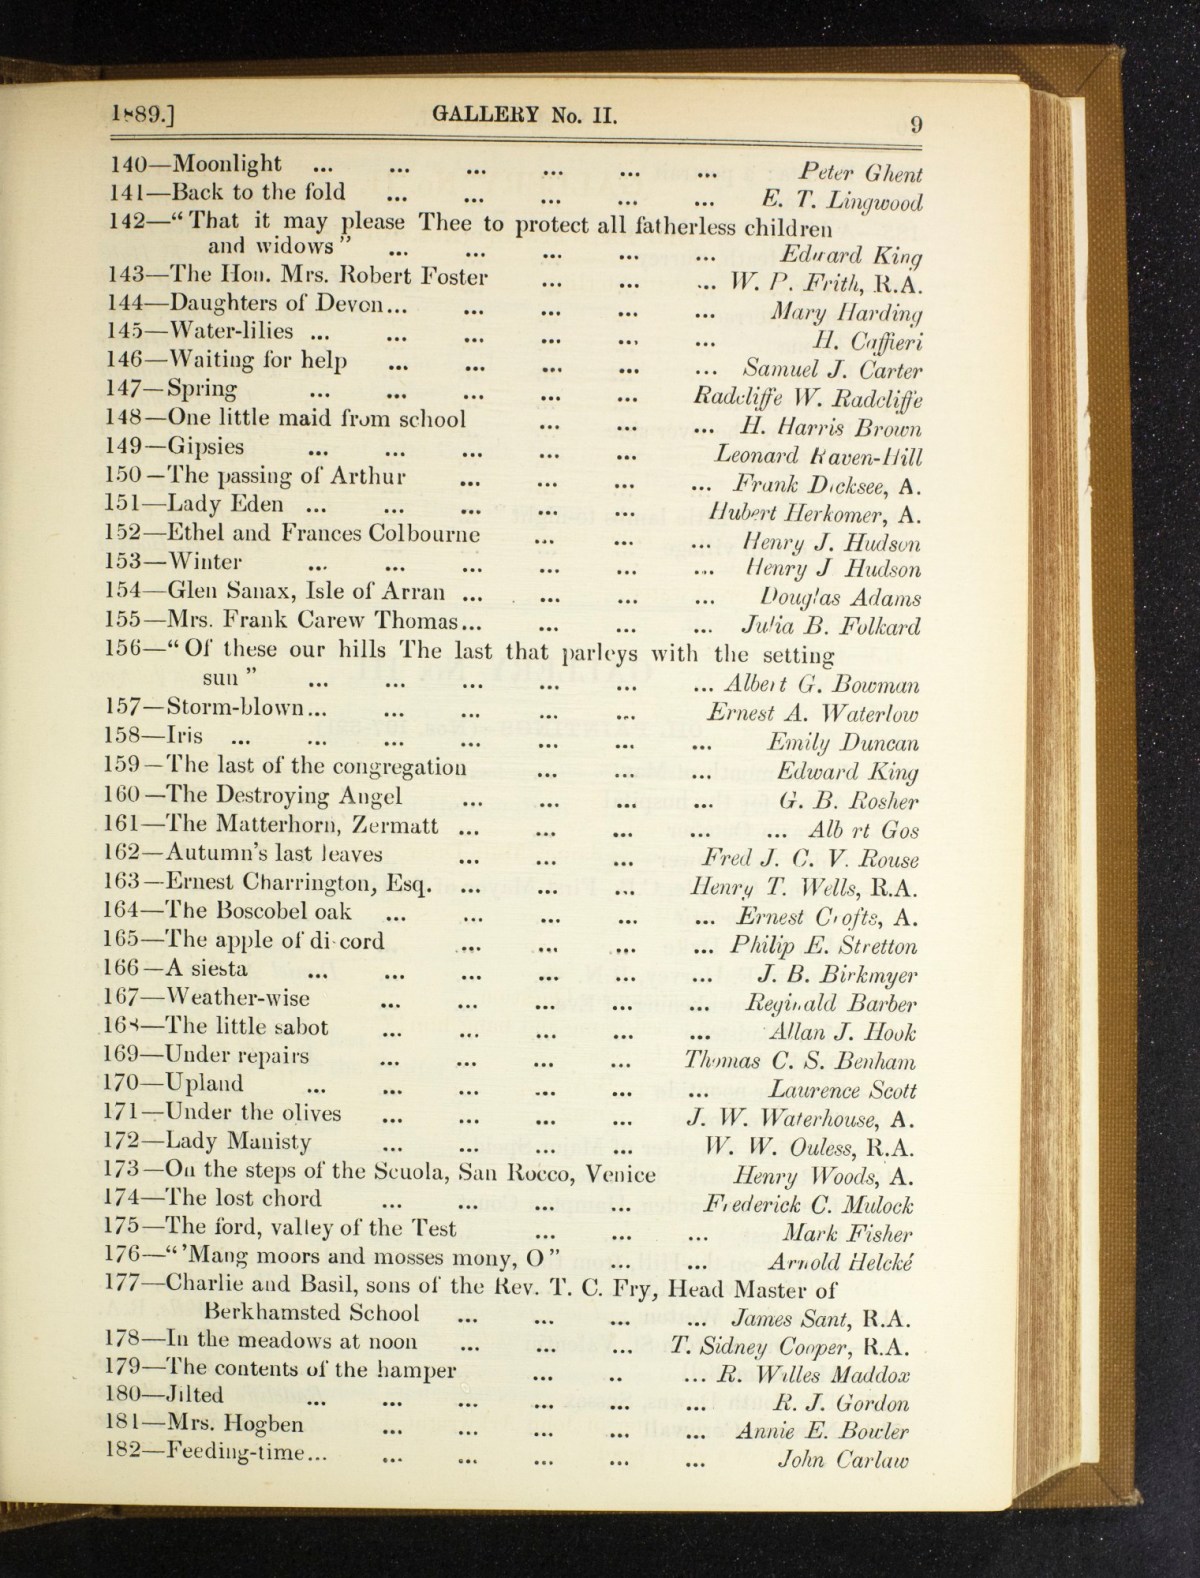 1889.] GALLERY No. II. 9
140—Moonlight ... ... ... ... ... ... Peter Ghent
141—Back to the fold ... ... ... ... ... E. T. Lingwood
142—“That it may please Thee to protect all fatherless children
and widows” ... ... ... ... ... Edward King
143—The Hon. Mrs. Robert Foster ... ... ... W. P. Frith, R.A.
144—Daughters of Devon... ... ... ... ... Mary Harding
145—Water-lilies ... ... ... ... ... ... H. Caffieri
146—Waiting for help ... ... ... ... ... Samuel J. Carter
147—Spring ... ... ... ... ... Radcliffe W. Radcliffe
148—One little maid from school ... ... ... H. Harris Brown
149—Gipsies ... ... ... ... ... Leonard Raven-Hill
150—The passing of Arthur ... ... ... ... Frank Dicksee, A.
151—Lady Eden ... ... ... ... ... Hubert Herkomer, A.
152—Ethel and Frances Colbourne ... ... ... Henry J. Hudson
153—Winter ... ... ... ... ... ... Henry J Hudson
154—Glen Sanax, Isle of Arran ... ... ... ... Douglas Adams
155—Mrs. Frank Carew Thomas... ... ... ... Julia B. Folkard
156—“Of these our hills The last that parleys with the setting
sun” ... ... ... ... ... ... Albert G. Bowman
157—Storm-blown... ... ... ... ... Ernest A. Waterlow
158—Iris ... ... ... ... ... ... ... Emily Duncan
159—The last of the congregation ... ... ... Edward King
160—The Destroying Angel ... ... ... ... G. B. Rosher
161—The Matterhorn, Zermatt ... ... ... ... ... Alb rt Gos
162—Autumn's last leaves ... ... ... Fred J. C. V. Rouse
163—Ernest Charrington, Esq. ... ... ... Henry T. Wells, R.A.
164—The Boscobel oak ... ... ... ... ... Ernest Crofts, A.
165—The apple of di cord ... ... ... ... Philip E. Stretton
166—A siesta ... ... ... ... ... ... J. B. Birkmyer
167—Weather-wise ... ... ... ... ... Reginald Barber
168—The little sabot ... ... ... ... ... Allan J. Hook
169—Under repairs ... ... ... ... Thomas C. S. Benham
170—Upland ... ... ... ... ... ... Laurence Scott
171—Under the olives ... ... ... ... J. W. Waterhouse, A.
172—Lady Manisty ... ... ... ... W. W. Ouless, R.A.
173—On the steps of the Scuola, San Rocco, Venice Henry Woods, A.
174—The lost chord ... ... ... ... Frederick C. Mulock
175—The ford, valley of the Test ... ... ... Mark Fisher
176—“'Mang moors and mosses mony, O” ... ... Arnold Helcké
177—Charlie and Basil, sons of the Rev. T. C. Fry, Head Master of
Berkhamsted School ... ... ... ... James Sant, R.A.
178—In the meadows at noon ... ... ... T. Sidney Cooper, R.A.
179—The contents of the hamper ... .. ... R. Willes Maddox
180—Jilted ... ... ... ... ... ... R. J. Gordon
181—Mrs. Hogben ... ... ... ... ... Annie E. Bowler
182—Feeding-time... ... ... ... ... ... John Carlaw